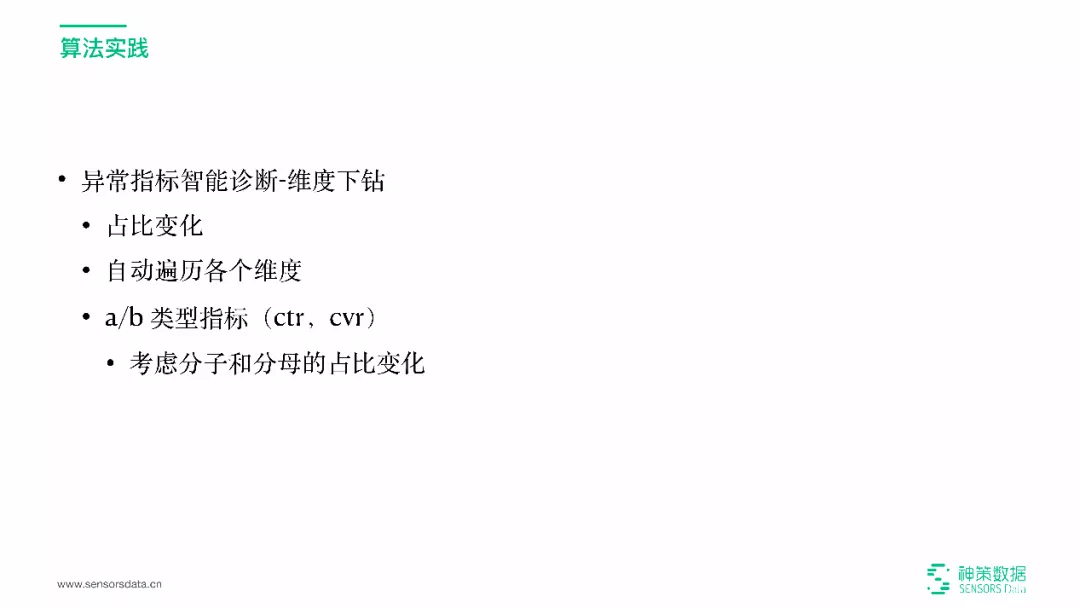 算法实践
• 异常指标智能诊断-维度下钻
• 占比变化
• 自动遍历各个维度
• a/b 类型指标（ctr，cvr）
• 考虑分子和分母的占比变化
www.sensorsdata.cn
神策数据
SENSORS Data